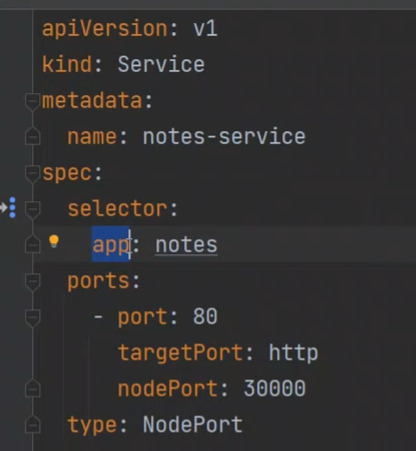 apiVersion: v1
kind: Service
metadata:
  name: notes-service
spec:
  selector:
    app: notes
  ports:
    - port: 80
      targetPort: http
      nodePort: 30000
  type: NodePort